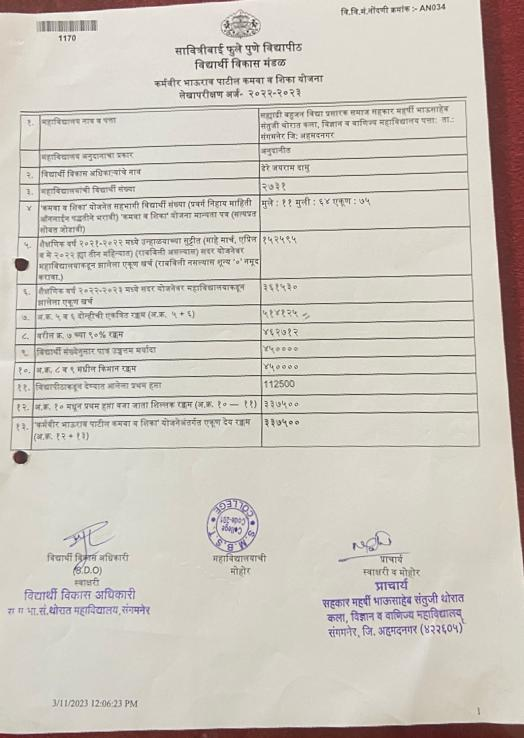 वि.वि.मं.नोंदणी क्रमांक :- AN034
1170
सावित्रीबाई फुले पुणे विद्यापीठ
विद्यार्थी विकास मंडळ
कर्मवीर भाऊराव पाटील कमवा व शिका योजना
लेखापरीक्षण अर्ज- २०२२-२०२३
१. महाविद्यालय नाव व पत्ता
सह्याद्री बहुजन विद्या प्रसारक समाज सहकार महर्षी भाऊसाहेब
संतुजी थोरात कला, विज्ञान व वाणिज्य महाविद्यालय पत्ता: ता.:
संगमनेर जि: अहमदनगर
महाविद्यालय अनुदानाचा प्रकार अनुदानीत
२. विद्यार्थी विकास अधिकाऱ्यांचे नाव डेरे जयराम दामु
३. महाविद्यालयांची विद्यार्थी संख्या २७३१
४ 'कमवा व शिका' योजनेत सहभागी विद्यार्थी संख्या (प्रवर्ग निहाय माहिती मुले : ११ मुली : ६४ एकूण : ७५
ऑनलाईन पद्धतीने भरावी) 'कमवा व शिका' योजना मान्यता पत्र (सत्यप्रत
सोबत जोडावी)
५. शैक्षणिक वर्ष २०२१-२०२२ मध्ये उन्हाळयाच्या सुट्टीत (माहे मार्च, एप्रिल १५२५९५
व मे २०२२ ह्या तीन महिन्यात) (राबविली असल्यास) सदर योजनेवर
महाविद्यालयाकडून झालेला एकूण खर्च (राबविली नसल्यास शून्य '०' नमूद
करावा.)
६. शैक्षणिक वर्ष २०२२-२०२३ मध्ये सदर योजनेवर महाविद्यालयाकडून ३६१५३०
झालेला एकूण खर्च
७. अ.क्र. ५ व ६ दोन्हीची एकत्रित रक्कम (अ.क्र. ५ + ६) ५१४१२५
८. वरील क्र. ७ च्या ९०% रक्कम ४६२७१२
९. विद्यार्थी संख्येनुसार पात्र उच्चतम मर्यादा ४५००००
१०. अ.क्र. ८ व ९ मधील किमान रक्कम ४५००००
११. विद्यापीठाकडून देण्यात आलेला प्रथम हप्ता 112500
१२. अ.क्र. १० मधून प्रथम हप्ता वजा जाता शिल्लक रक्कम (अ.क्र. १० — ११) ३३७५००
१३. 'कर्मवीर भाऊराव पाटील कमवा व शिका' योजनेअंतर्गत एकूण देय रक्कम ३३७५००
(अ.क्र. १२ + १३)
S.M.B.S.T. COLLEGE
College
Code-201
विद्यार्थी विकास अधिकारी
(S.D.O)
स्वाक्षरी
विद्यार्थी विकास अधिकारी
भा.सं.थोरात महाविद्यालय, संगमनेर
महाविद्यालयाची
मोहोर
प्राचार्य
स्वाक्षरी व मोहोर
प्राचार्य
सहकार महर्षी भाऊसाहेब संतुजी थोरात
कला, विज्ञान व वाणिज्य महाविद्यालय
संगमनेर, जि. अहमदनगर (४२२६०५)
3/11/2023 12:06:23 PM
1